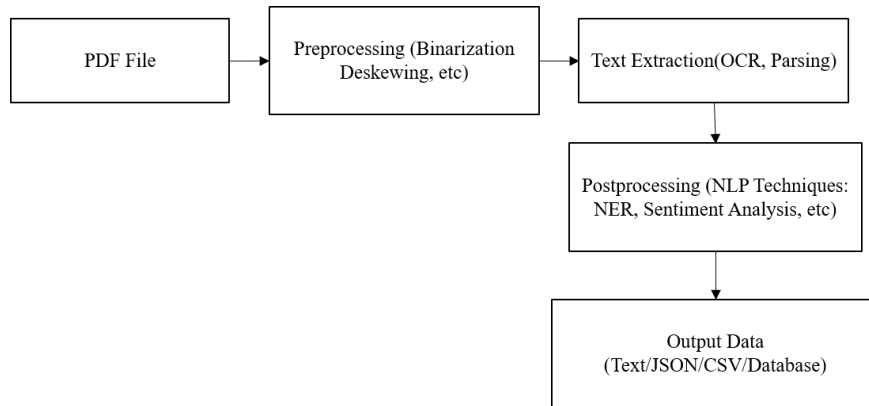 PDF File
Preprocessing (Binarization
Deskewing, etc)
Text Extraction(OCR, Parsing)
Postprocessing (NLP Techniques:
NER, Sentiment Analysis, etc)
Output Data
(Text/JSON/CSV/Database)